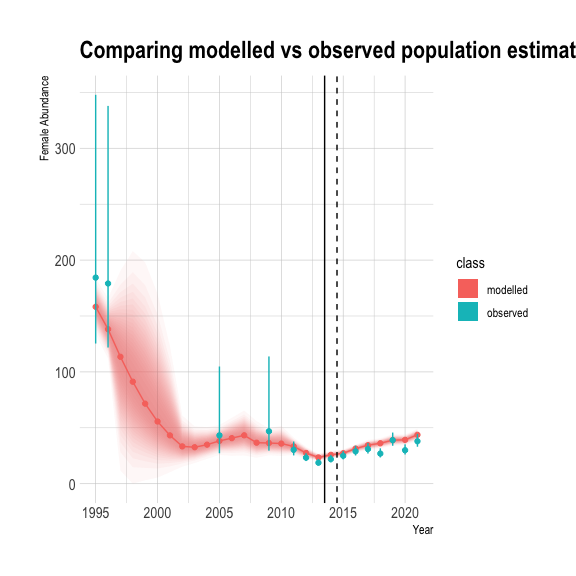 Comparing modelled vs observed population estimat
Female Abundance
300
200
100
0
1995
2000
2005
2010
2015
2020
Year
class
modelled
observed